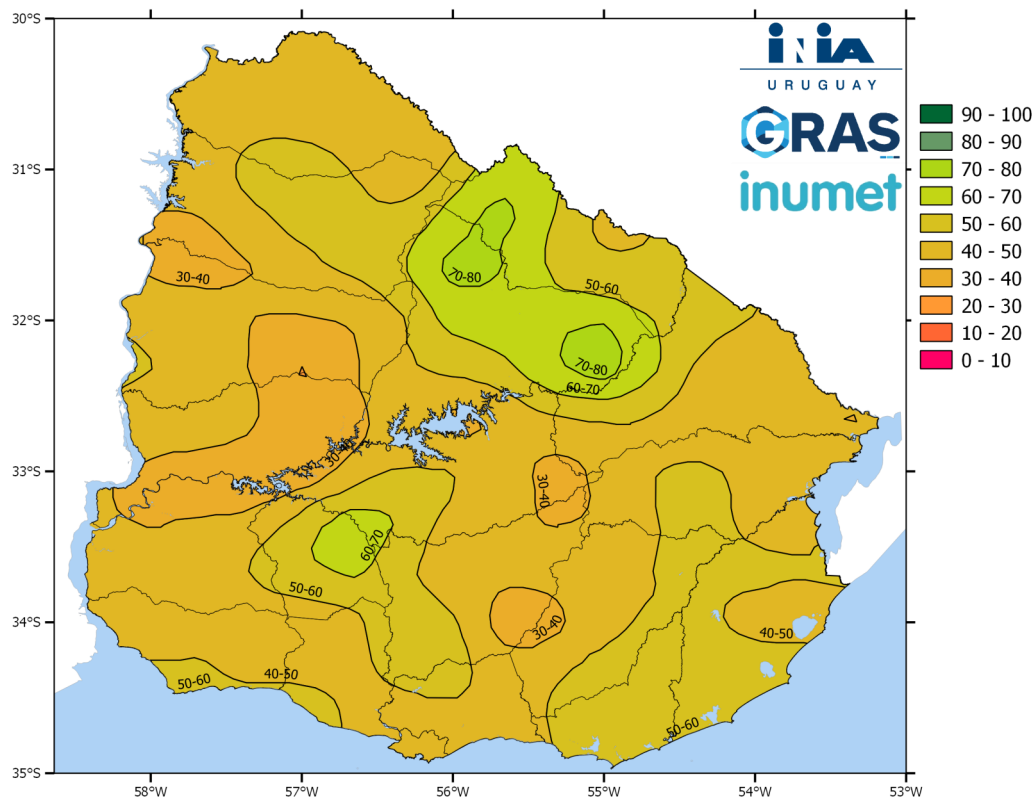 30°S
31°S
32°S
33°S
34°S
35°S
58°W
57°W
56°W
55°W
54°W
53°W
iNiA
URUGUAY
GRAS
inumet
90 - 100
80 - 90
70 - 80
60 - 70
50 - 60
40 - 50
30 - 40
20 - 30
10 - 20
0 - 10
30-40
70-80
50-60
70-80
60-70
30-40
30-40
60-70
50-60
30-40
40-50
40-50
50-60
50-60